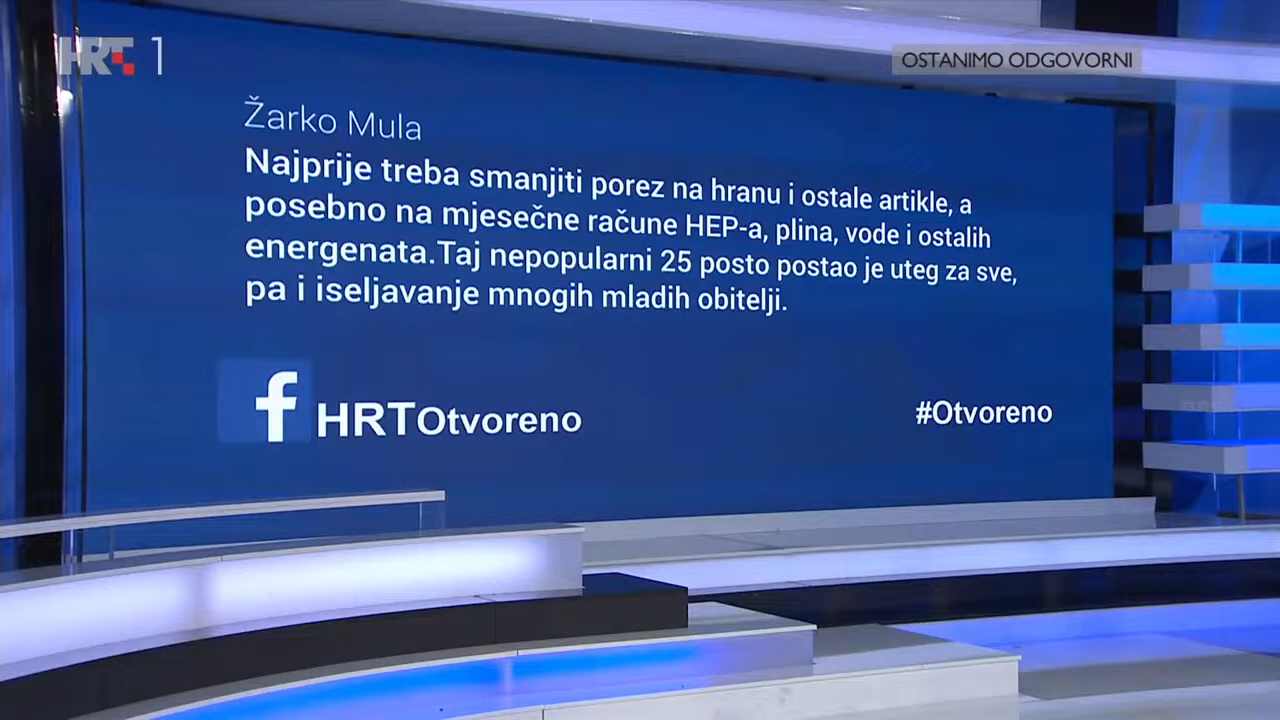 HRT 1
OSTANIMO ODGOVORNI
Žarko Mula
Najprije treba smanjiti porez na hranu i ostale artikle, a
posebno na mjesečne račune HEP-a, plina, vode i ostalih
energenata.Taj nepopularni 25 posto postao je uteg za sve,
pa i iseljavanje mnogih mladih obitelji.
f HRTOtvoreno
#Otvoreno